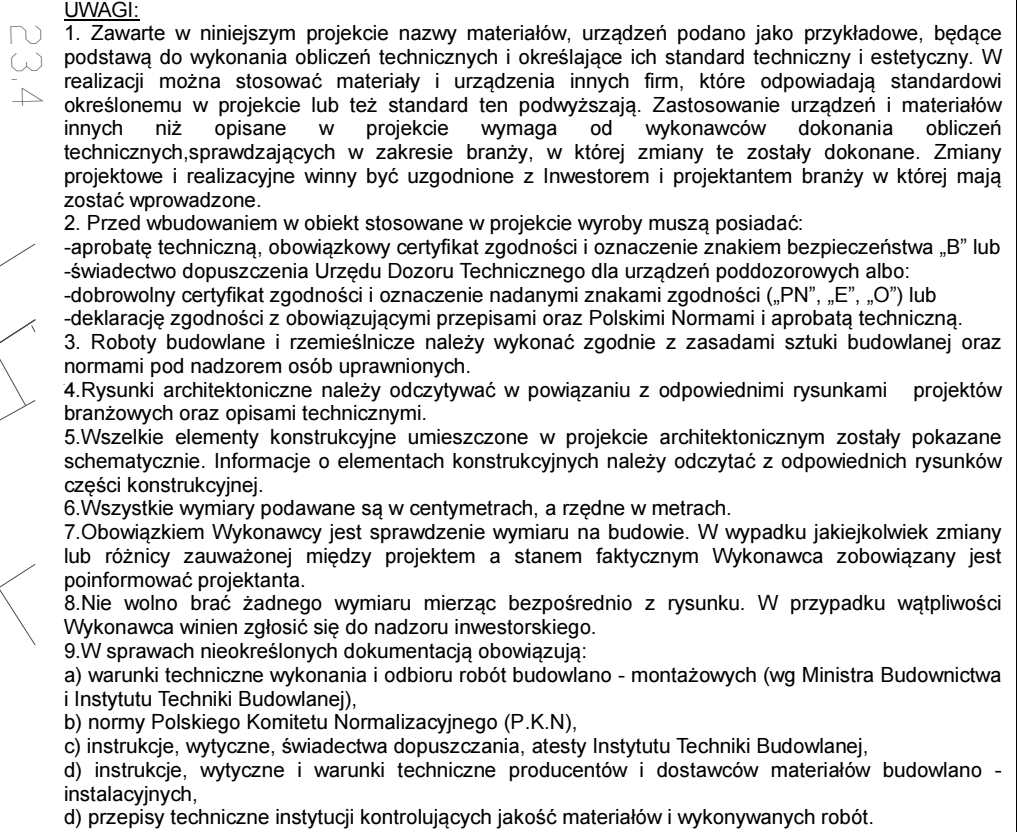 UWAGI:
1. Zawarte w niniejszym projekcie nazwy materiałów, urządzeń podano jako przykładowe, będące
podstawą do wykonania obliczeń technicznych i określające ich standard techniczny i estetyczny. W
realizacji można stosować materiały i urządzenia innych firm, które odpowiadają standardowi
określonemu w projekcie lub też standard ten podwyższają. Zastosowanie urządzeń i materiałów
innych niż opisane w projekcie wymaga od wykonawców dokonania obliczeń
technicznych,sprawdzających w zakresie branży, w której zmiany te zostały dokonane. Zmiany
projektowe i realizacyjne winny być uzgodnione z Inwestorem i projektantem branży w której mają
zostać wprowadzone.
2. Przed wbudowaniem w obiekt stosowane w projekcie wyroby muszą posiadać:
-aprobatę techniczną, obowiązkowy certyfikat zgodności i oznaczenie znakiem bezpieczeństwa „B” lub
-świadectwo dopuszczenia Urzędu Dozoru Technicznego dla urządzeń poddozorowych albo:
-dobrowolny certyfikat zgodności i oznaczenie nadanymi znakami zgodności („PN”, „E”, „O”) lub
-deklarację zgodności z obowiązującymi przepisami oraz Polskimi Normami i aprobatą techniczną.
3. Roboty budowlane i rzemieślnicze należy wykonać zgodnie z zasadami sztuki budowlanej oraz
normami pod nadzorem osób uprawnionych.
4.Rysunki architektoniczne należy odczytywać w powiązaniu z odpowiednimi rysunkami projektów
branżowych oraz opisami technicznymi.
5.Wszelkie elementy konstrukcyjne umieszczone w projekcie architektonicznym zostały pokazane
schematycznie. Informacje o elementach konstrukcyjnych należy odczytać z odpowiednich rysunków
części konstrukcyjnej.
6.Wszystkie wymiary podawane są w centymetrach, a rzędne w metrach.
7.Obowiązkiem Wykonawcy jest sprawdzenie wymiaru na budowie. W wypadku jakiejkolwiek zmiany
lub różnicy zauważonej między projektem a stanem faktycznym Wykonawca zobowiązany jest
poinformować projektanta.
8.Nie wolno brać żadnego wymiaru mierząc bezpośrednio z rysunku. W przypadku wątpliwości
Wykonawca winien zgłosić się do nadzoru inwestorskiego.
9.W sprawach nieokreślonych dokumentacją obowiązują:
a) warunki techniczne wykonania i odbioru robót budowlano - montażowych (wg Ministra Budownictwa
i Instytutu Techniki Budowlanej),
b) normy Polskiego Komitetu Normalizacyjnego (P.K.N),
c) instrukcje, wytyczne, świadectwa dopuszczania, atesty Instytutu Techniki Budowlanej,
d) instrukcje, wytyczne i warunki techniczne producentów i dostawców materiałów budowlano -
instalacyjnych,
d) przepisy techniczne instytucji kontrolujących jakość materiałów i wykonywanych robót.
23.4